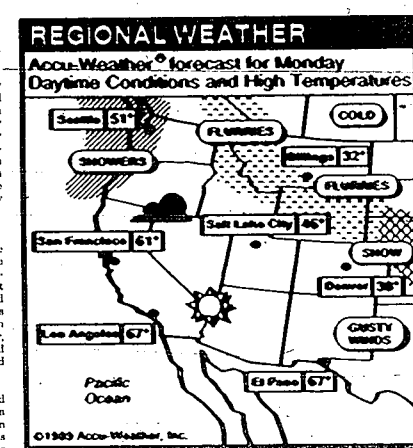 REGIONAL WEATHER
Accu-Weather® forecast for Monday
Daytime Conditions and High Temperatures
Seattle 51°
FLURRIES
COLD
SHOWERS
Billings 32°
FLURRIES
Salt Lake City 46°
San Francisco 61°
SNOW
Denver 38°
Los Angeles 67°
GUSTY
WINDS
Pacific
Ocean
El Paso 67°
©1989 Accu-Weather, Inc.